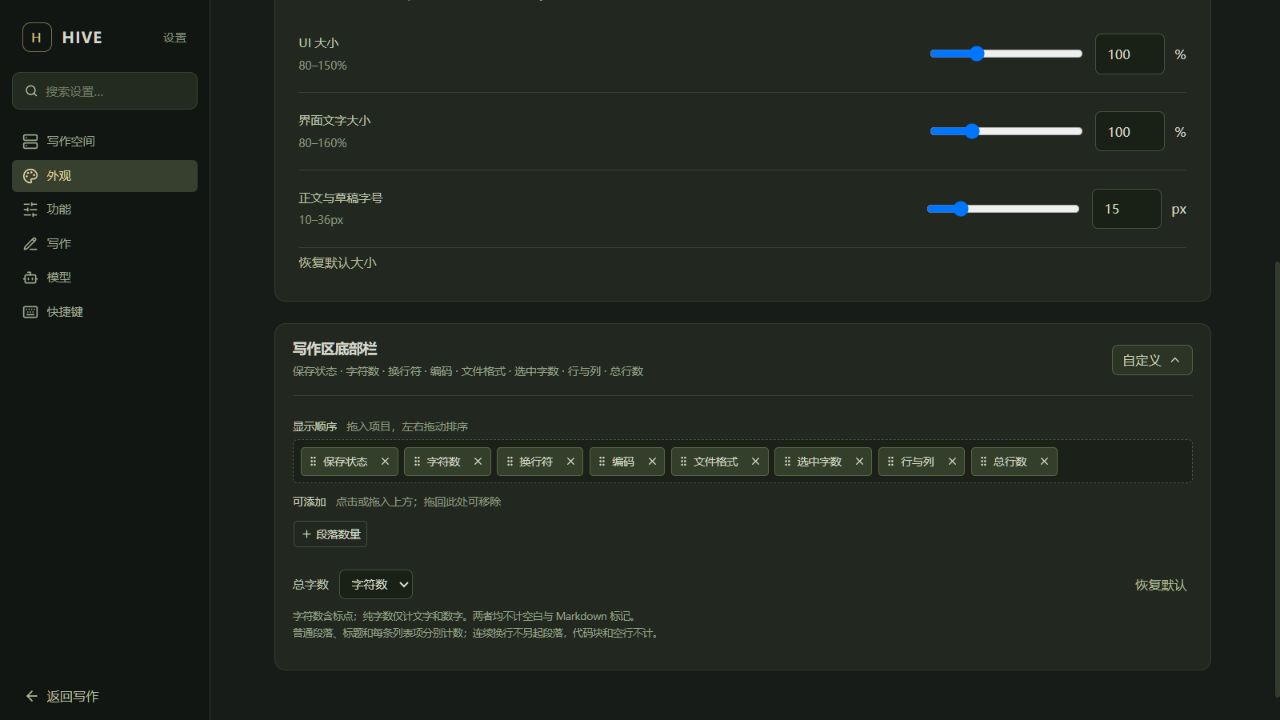 H HIVE 设置
搜索设置...
写作空间
外观
功能
写作
模型
快捷键
返回写作
UI 大小
80–150%
100 %
界面文字大小
80–160%
100 %
正文与草稿字号
10–36px
15 px
恢复默认大小
写作区底部栏
保存状态 · 字符数 · 换行符 · 编码 · 文件格式 · 选中字数 · 行与列 · 总行数
自定义
显示顺序 拖入项目，左右拖动排序
保存状态 × 字符数 × 换行符 × 编码 × 文件格式 × 选中字数 × 行与列 × 总行数 ×
可添加 点击或拖入上方；拖回此处可移除
+ 段落数量
总字数 字符数
恢复默认
字符数含标点；纯字数仅计文字和数字。两者均不计空白与 Markdown 标记。
普通段落、标题和每条列表项分别计数；连续换行不另起段落，代码块和空行不计。